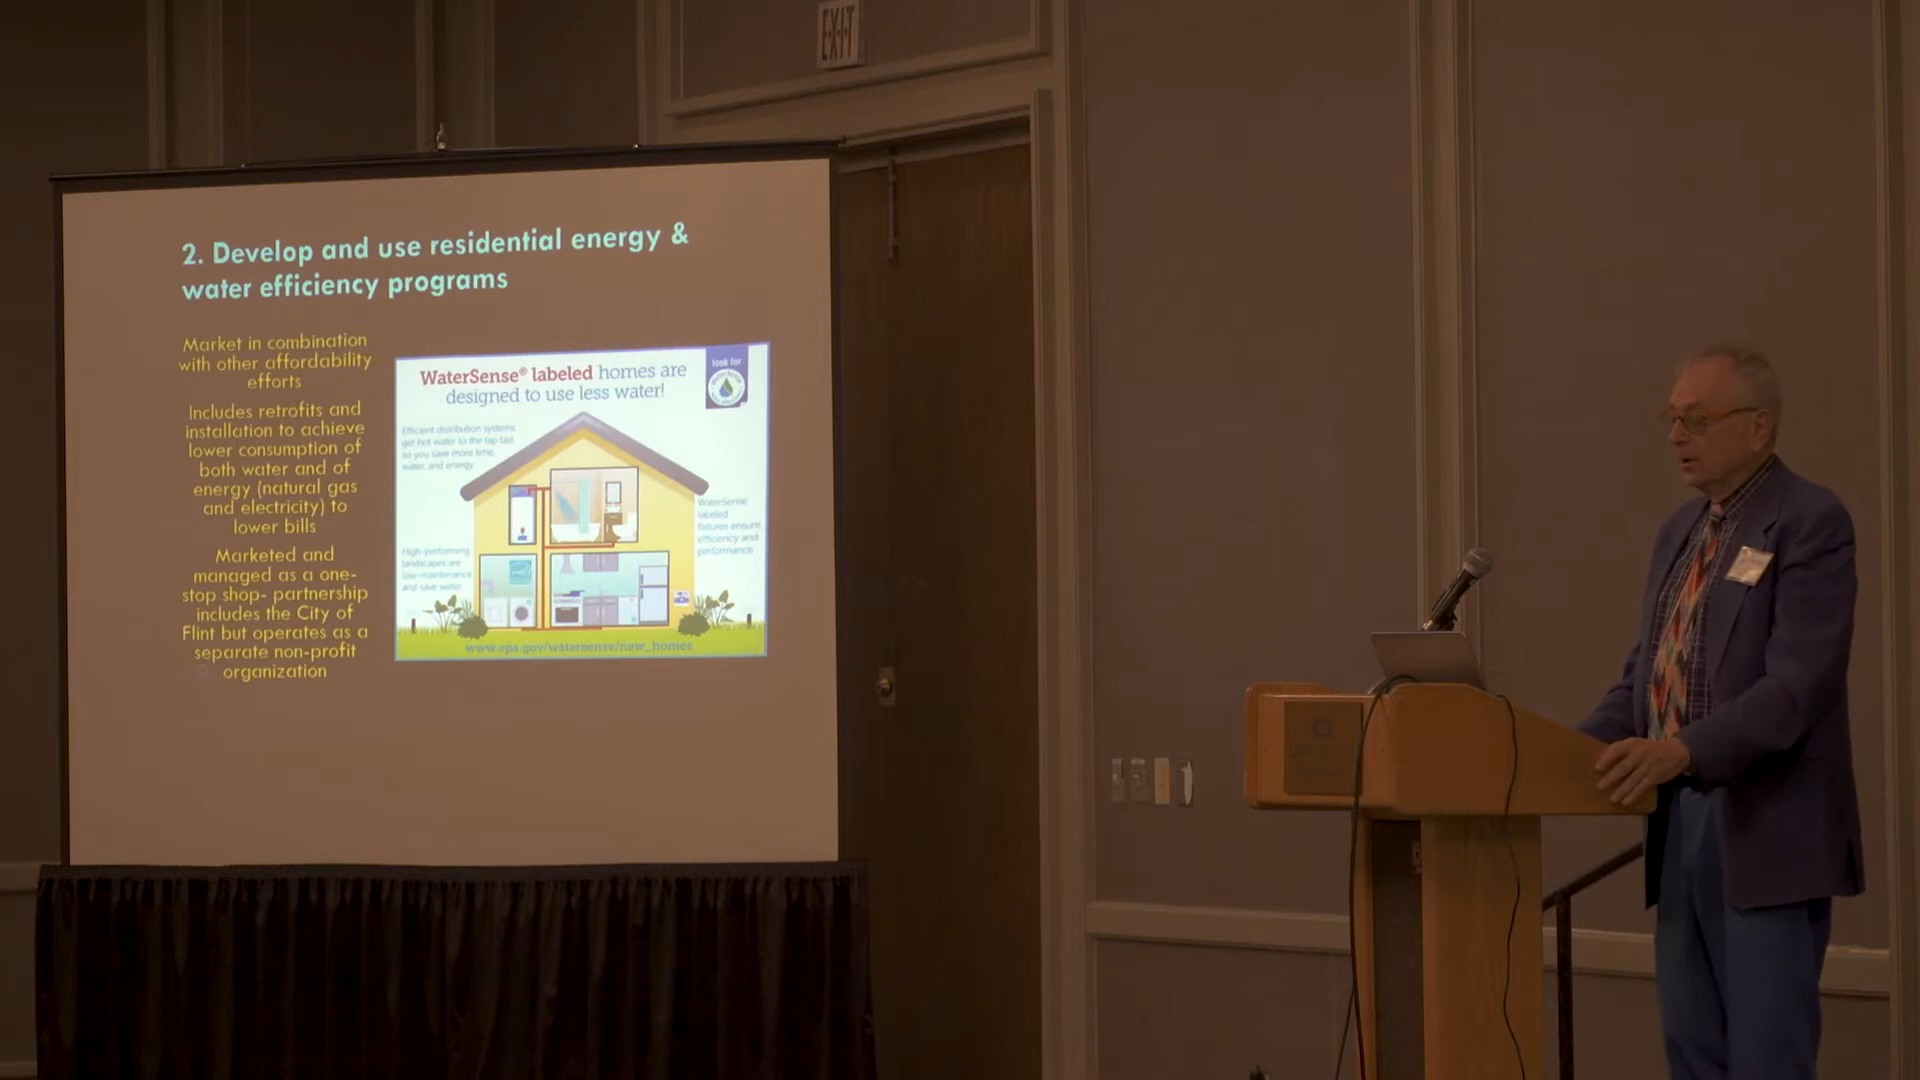 EXIT
2. Develop and use residential energy &
water efficiency programs
Market in combination
with other affordability
efforts
Includes retrofits and
installation to achieve
lower consumption of
both water and of
energy (natural gas
and electricity) to
lower bills
Marketed and
managed as a one-
stop shop- partnership
includes the City of
Flint but operates as a
separate non-profit
organization
WaterSense® labeled homes are
designed to use less water!
look for
Efficient distribution systems
get hot water to the tap fast
so you save more time,
water, and energy
WaterSense
labeled
fixtures ensure
efficiency and
performance
High-performing
landscapes are
low-maintenance
and save water
www.epa.gov/watersense/new_homes